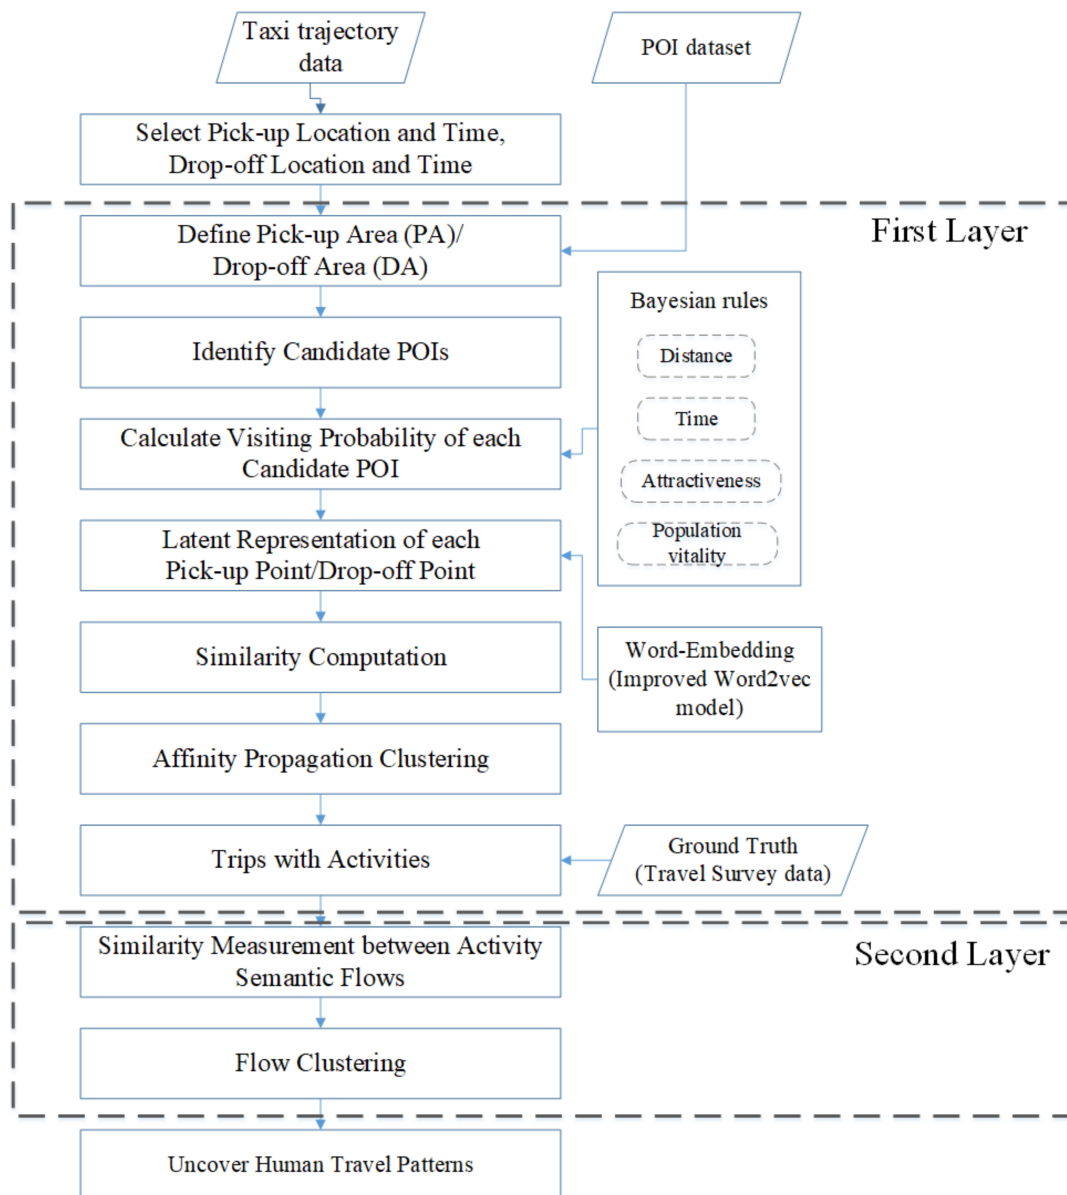 Taxi trajectory
data
POI dataset
Select Pick-up Location and Time,
Drop-off Location and Time
First Layer
Define Pick-up Area (PA)/
Drop-off Area (DA)
Bayesian rules
Distance
Time
Attractiveness
Population
vitality
Identify Candidate POIs
Calculate Visiting Probability of each
Candidate POI
Latent Representation of each
Pick-up Point/Drop-off Point
Word-Embedding
(Improved Word2vec
model)
Similarity Computation
Affinity Propagation Clustering
Trips with Activities
Ground Truth
(Travel Survey data)
Second Layer
Similarity Measurement between Activity
Semantic Flows
Flow Clustering
Uncover Human Travel Patterns